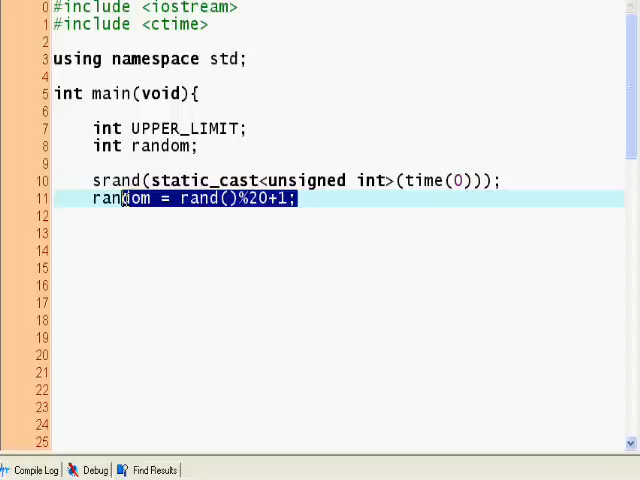 0 #include <iostream>
1 #include <ctime>
2
3 using namespace std;
4
5 int main(void){
6
7 int UPPER_LIMIT;
8 int random;
9
10 srand(static_cast<unsigned int>(time(0)));
11 random = rand()%20+1;
12
13
14
15
16
17
18
19
20
21
22
23
24
25
Compile Log Debug Find Results